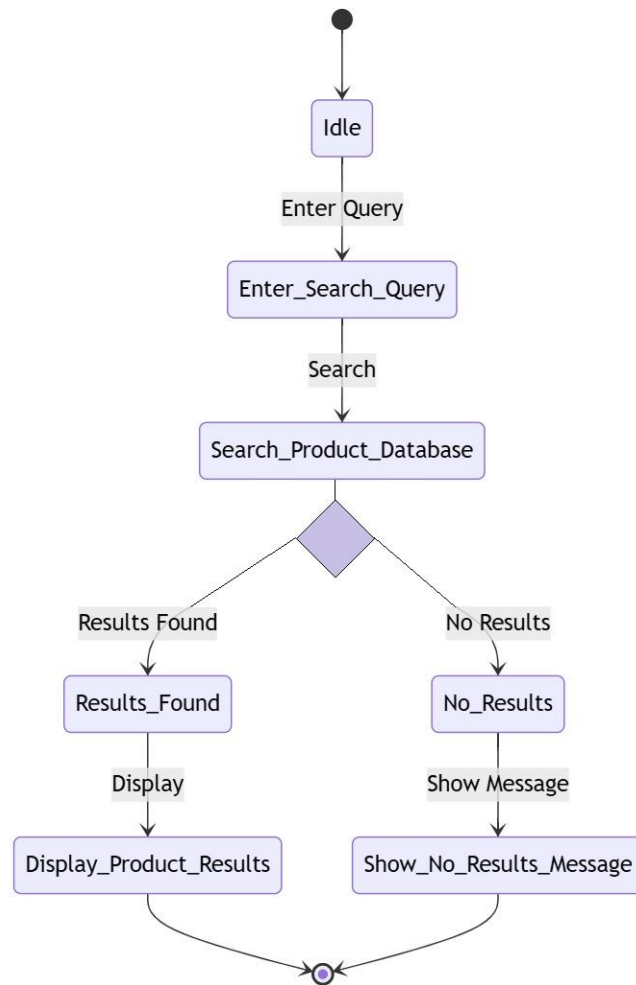 Idle
Enter Query
Enter_Search_Query
Search
Search_Product_Database
Results Found
No Results
Results_Found
No_Results
Display
Show Message
Display_Product_Results
Show_No_Results_Message